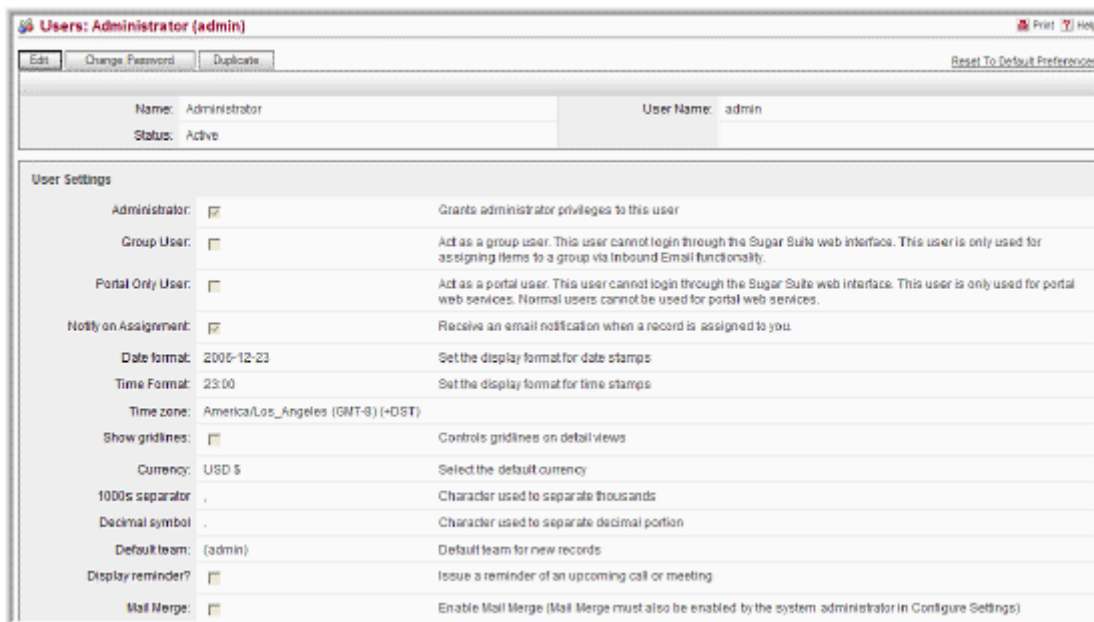 Users: Administrator (admin)
Print Help
Edit Change Password Duplicate
Reset To Default Preferences
Name: Administrator User Name: admin
Status: Active
User Settings
Administrator: Grants administrator privileges to this user
Group User: Act as a group user. This user cannot login through the Sugar Suite web interface. This user is only used for
assigning items to a group via Inbound Email functionality.
Portal Only User: Act as a portal user. This user cannot login through the Sugar Suite web interface. This user is only used for portal
web services. Normal users cannot be used for portal web services.
Notify on Assignment: Receive an email notification when a record is assigned to you.
Date format: 2006-12-23 Set the display format for date stamps
Time Format: 23:00 Set the display format for time stamps
Time zone: America/Los_Angeles (GMT-8) (+DST)
Show gridlines: Controls gridlines on detail views
Currency: USD $ Select the default currency
1000s separator , Character used to separate thousands
Decimal symbol . Character used to separate decimal portion
Default team: (admin) Default team for new records
Display reminder? Issue a reminder of an upcoming call or meeting
Mail Merge: Enable Mail Merge (Mail Merge must also be enabled by the system administrator in Configure Settings)